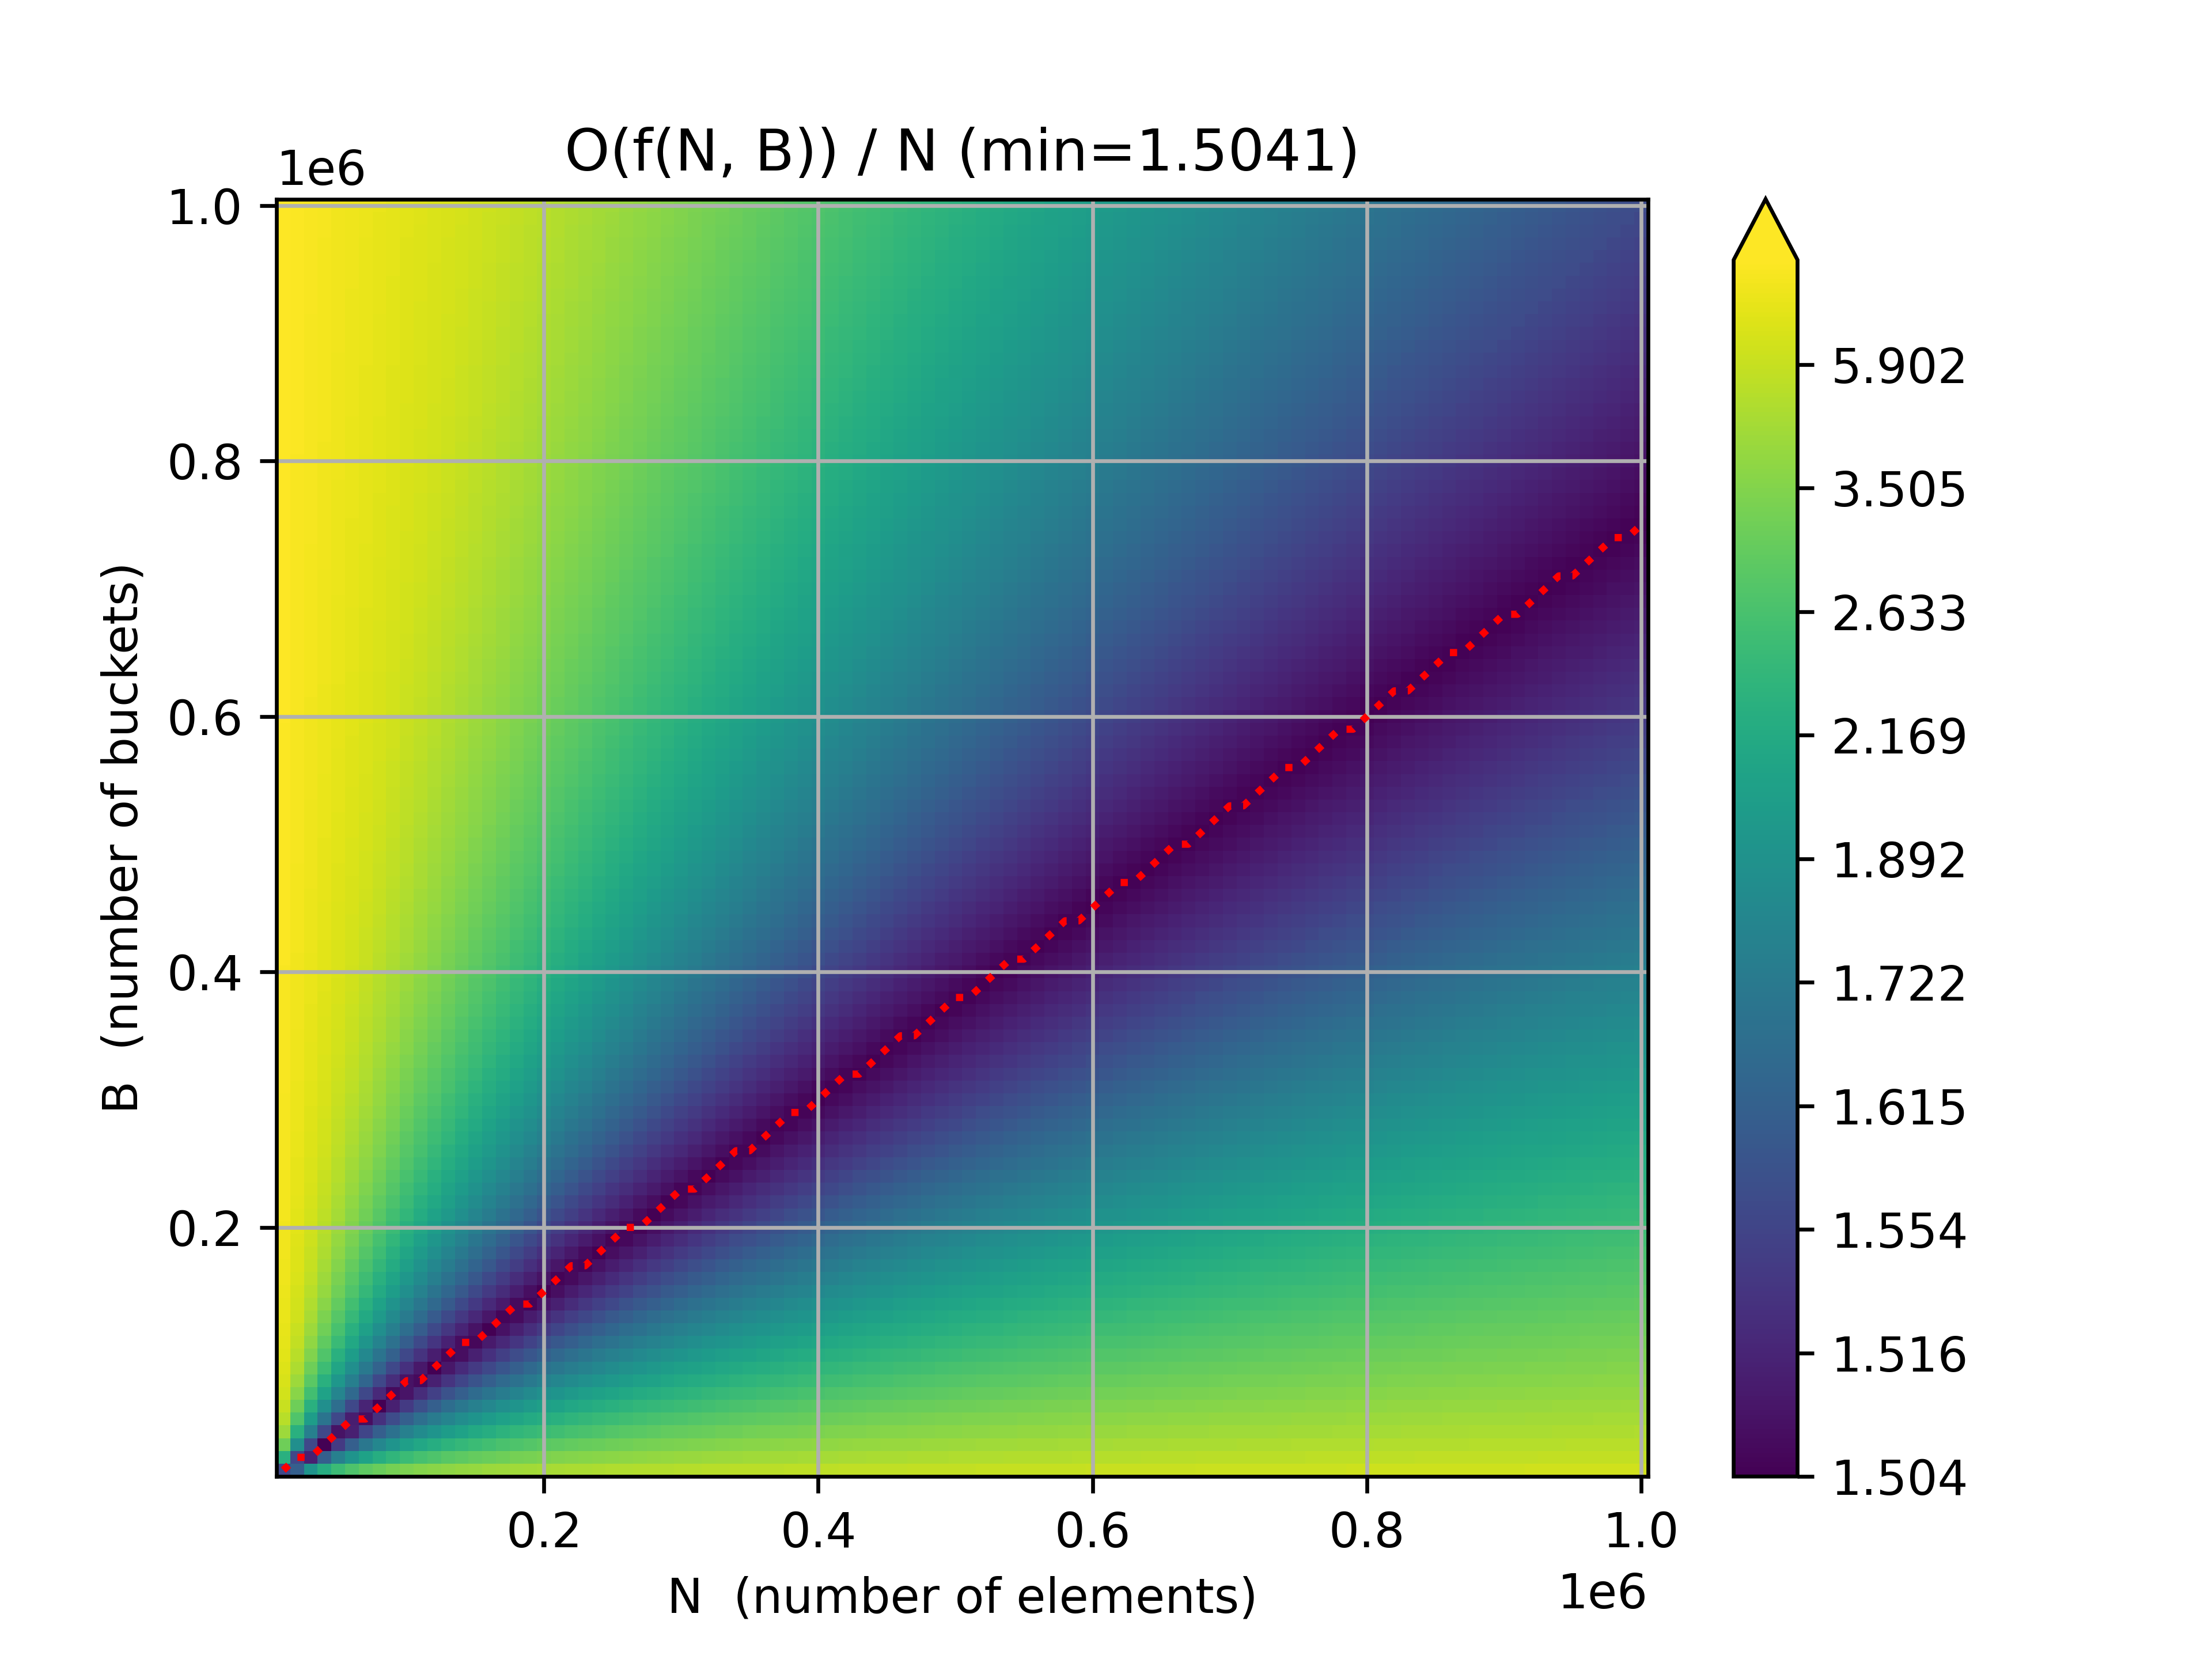 O(f(N, B)) / N (min=1.5041)
1e6
1.0
0.8
0.6
0.4
0.2
B  (number of buckets)
0.2 0.4 0.6 0.8 1.0
N  (number of elements)
1e6
5.902
3.505
2.633
2.169
1.892
1.722
1.615
1.554
1.516
1.504